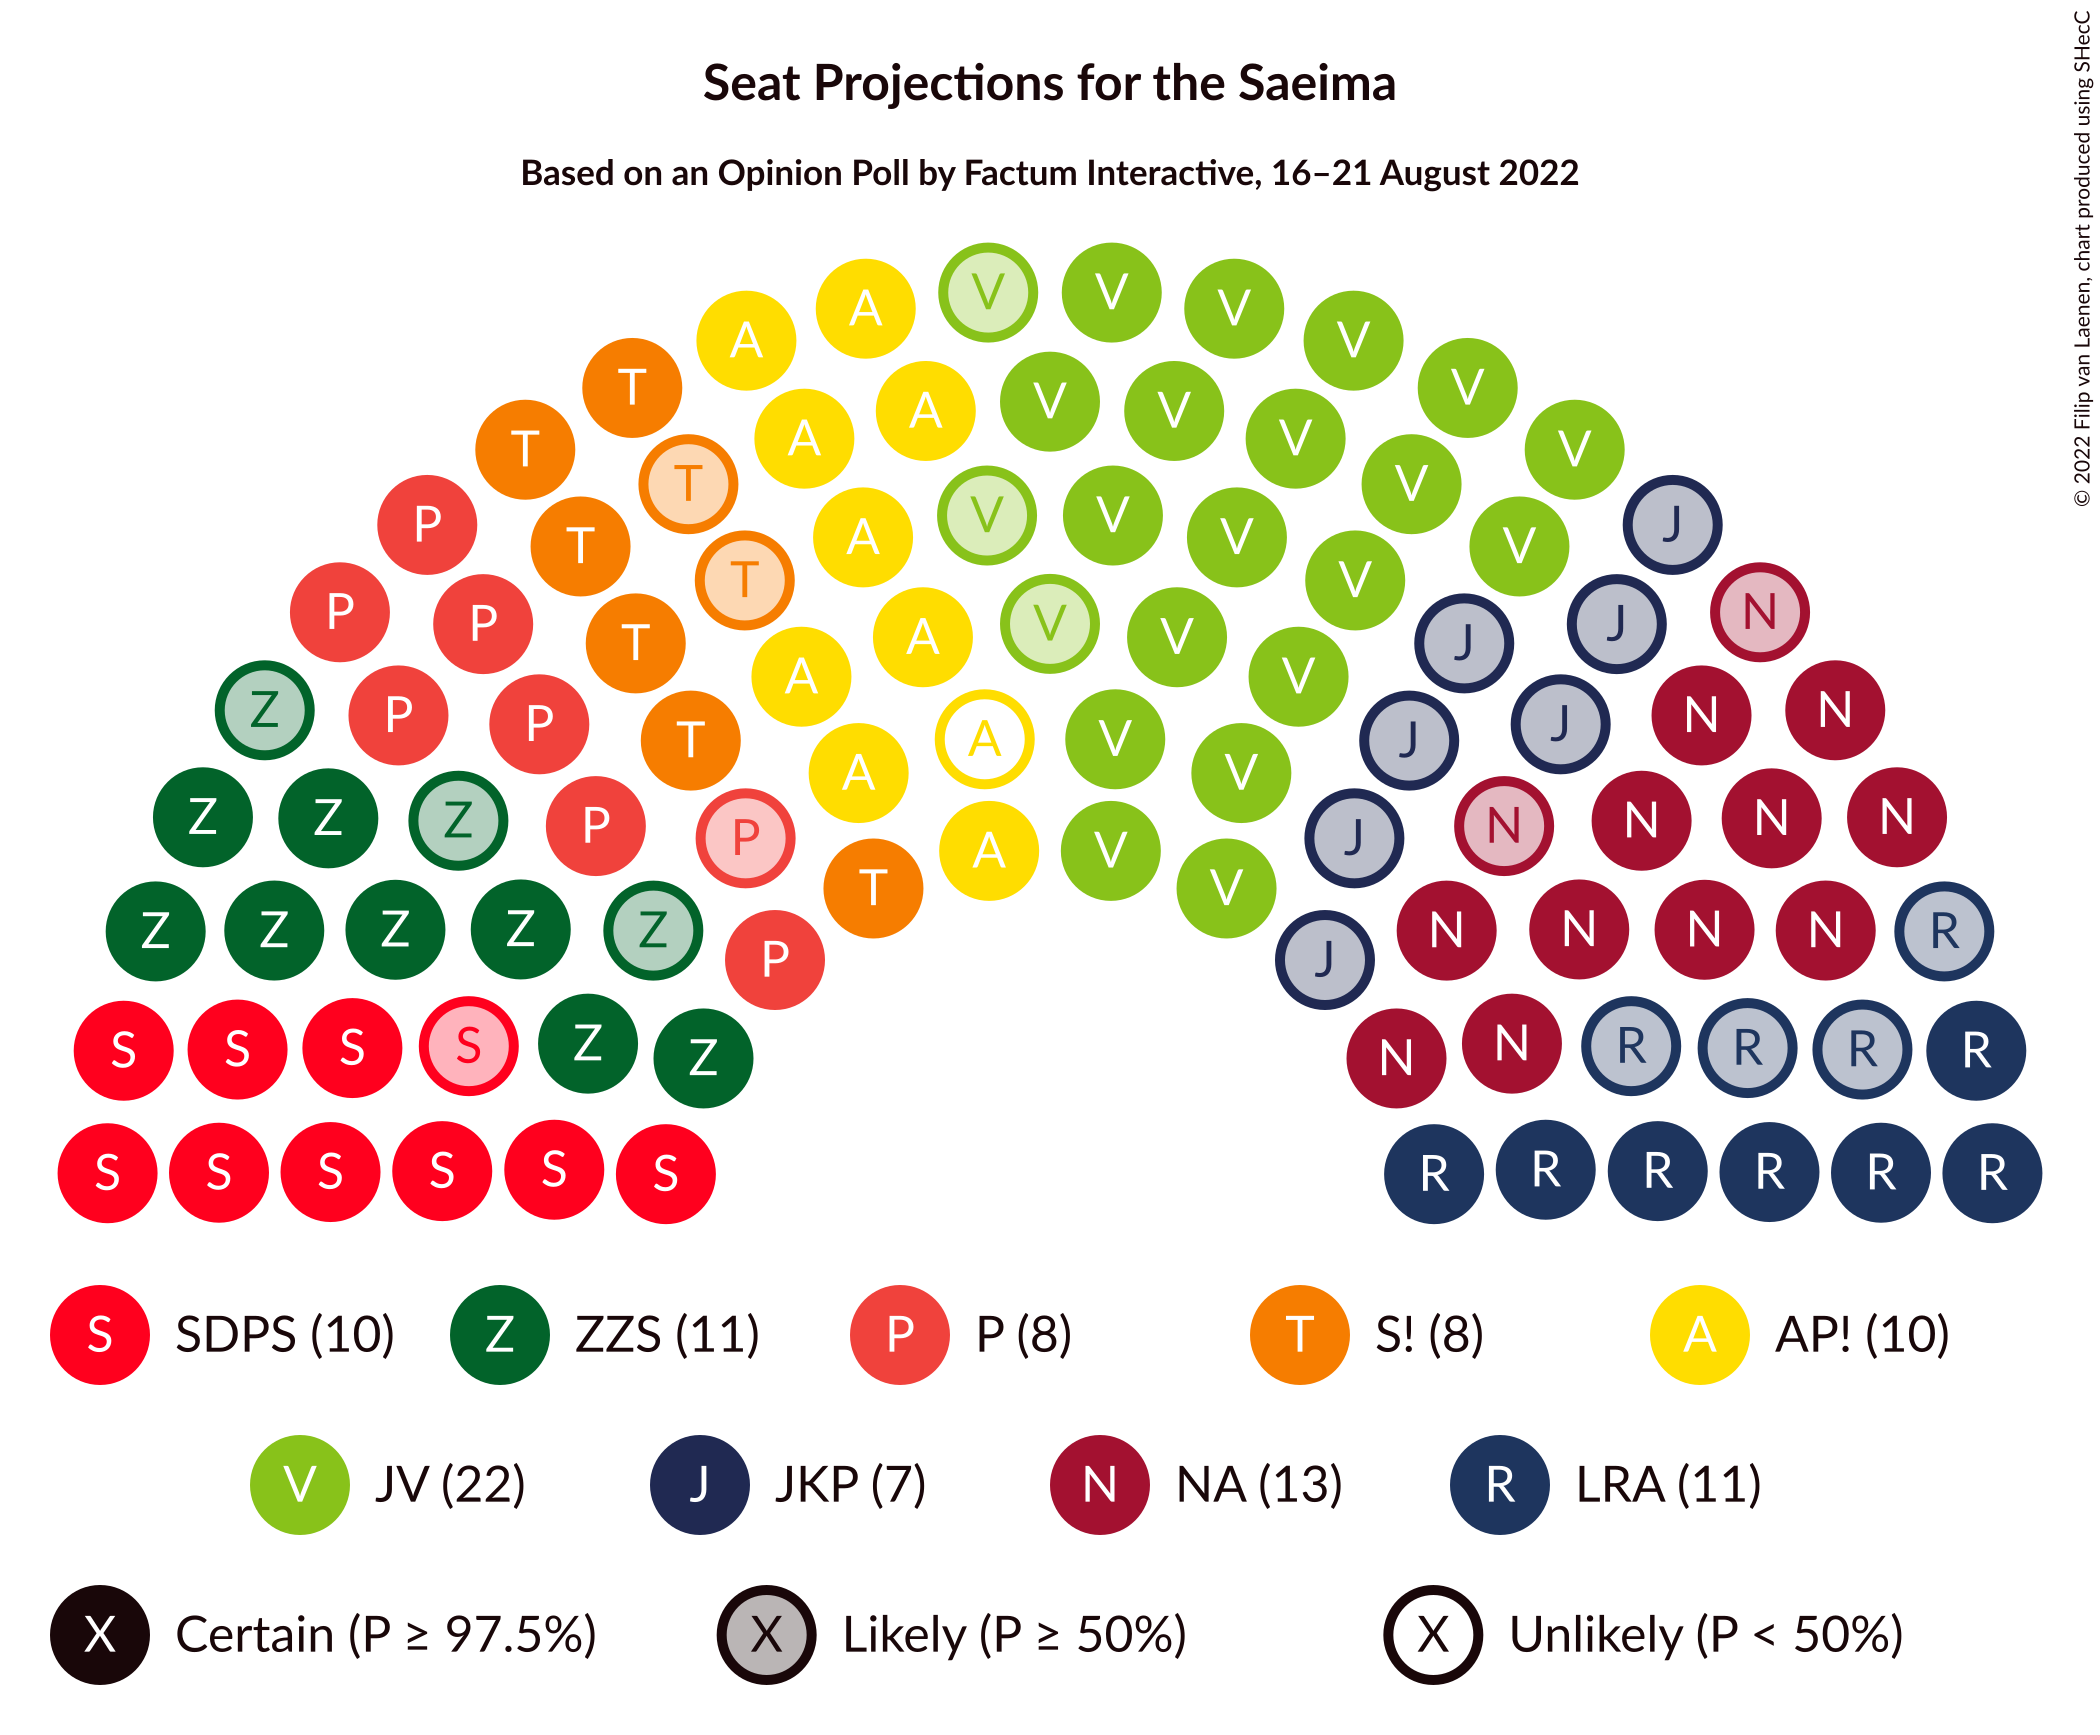 Seat Projections for the Saeima
Based on an Opinion Poll by Factum Interactive, 16–21 August 2022
© 2022 Filip van Laenen, chart produced using SHecC
V V
A V
A V
T V
A V
A V
T V
T V
P J
T V
A V
V V
T V
T V
P N
P J
A V
V
T J
P J
A V
Z N
P N
P J
T J
A V
Z N
Z N
Z N
P N
P J
A V
T V
Z R
Z N
Z N
Z N
Z N
P J
S R
S R
S R
S R
Z N
Z N
S S S S S S R R R R R R
S SDPS (10) Z ZZS (11) P P (8) T S! (8) A AP! (10)
V JV (22) J JKP (7) N NA (13) R LRA (11)
X Certain (P ≥ 97.5%) X Likely (P ≥ 50%) X Unlikely (P < 50%)